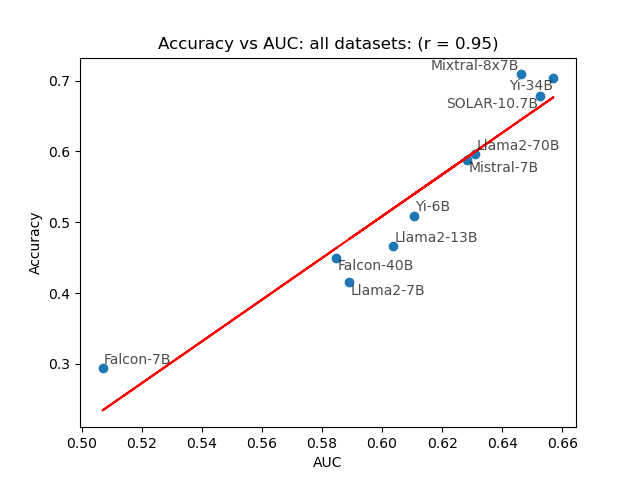 Accuracy vs AUC: all datasets: (r = 0.95)
Mixtral-8x7B
Yi-34B
SOLAR-10.7B
Llama2-70B
Mistral-7B
Yi-6B
Llama2-13B
Falcon-40B
Llama2-7B
Falcon-7B
Accuracy
0.7
0.6
0.5
0.4
0.3
0.50 0.52 0.54 0.56 0.58 0.60 0.62 0.64 0.66
AUC